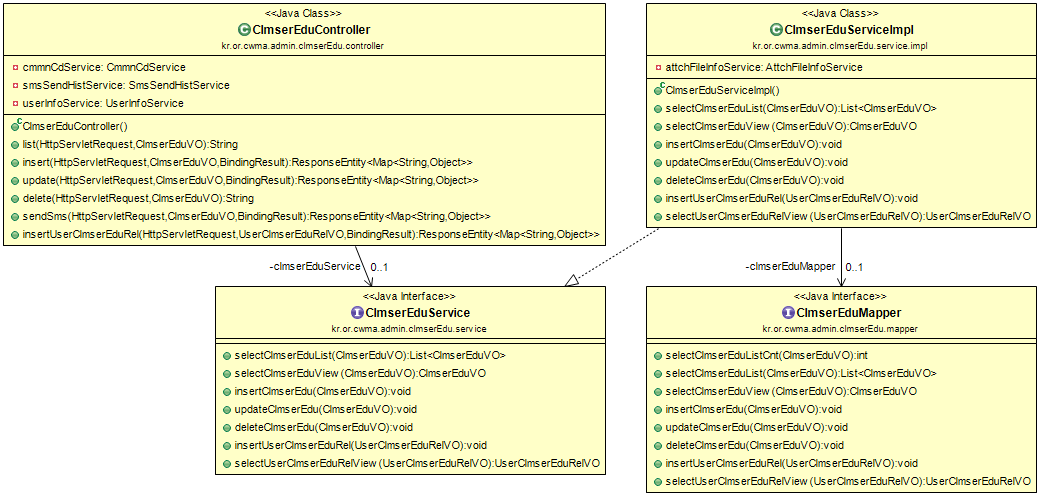 <<Java Class>>
ClmserEduController
kr.or.cwma.admin.clmserEdu.controller
cmmnCdService: CmmnCdService
smsSendHistService: SmsSendHistService
userInfoService: UserInfoService
ClmserEduController()
list(HttpServletRequest,ClmserEduVO):String
insert(HttpServletRequest,ClmserEduVO,BindingResult):ResponseEntity<Map<String,Object>>
update(HttpServletRequest,ClmserEduVO,BindingResult):ResponseEntity<Map<String,Object>>
delete(HttpServletRequest,ClmserEduVO):String
sendSms(HttpServletRequest,ClmserEduVO,BindingResult):ResponseEntity<Map<String,Object>>
insertUserClmserEduRel(HttpServletRequest,UserClmserEduRelVO,BindingResult):ResponseEntity<Map<String,Object>>
<<Java Class>>
ClmserEduServiceImpl
kr.or.cwma.admin.clmserEdu.service.impl
attchFileInfoService: AttchFileInfoService
ClmserEduServiceImpl()
selectClmserEduList(ClmserEduVO):List<ClmserEduVO>
selectClmserEduView(ClmserEduVO):ClmserEduVO
insertClmserEdu(ClmserEduVO):void
updateClmserEdu(ClmserEduVO):void
deleteClmserEdu(ClmserEduVO):void
insertUserClmserEduRel(UserClmserEduRelVO):void
selectUserClmserEduRelView(UserClmserEduRelVO):UserClmserEduRelVO
-clmserEduService 0..1
-clmserEduMapper 0..1
<<Java Interface>>
ClmserEduService
kr.or.cwma.admin.clmserEdu.service
selectClmserEduList(ClmserEduVO):List<ClmserEduVO>
selectClmserEduView(ClmserEduVO):ClmserEduVO
insertClmserEdu(ClmserEduVO):void
updateClmserEdu(ClmserEduVO):void
deleteClmserEdu(ClmserEduVO):void
insertUserClmserEduRel(UserClmserEduRelVO):void
selectUserClmserEduRelView(UserClmserEduRelVO):UserClmserEduRelVO
<<Java Interface>>
ClmserEduMapper
kr.or.cwma.admin.clmserEdu.mapper
selectClmserEduListCnt(ClmserEduVO):int
selectClmserEduList(ClmserEduVO):List<ClmserEduVO>
selectClmserEduView(ClmserEduVO):ClmserEduVO
insertClmserEdu(ClmserEduVO):void
updateClmserEdu(ClmserEduVO):void
deleteClmserEdu(ClmserEduVO):void
insertUserClmserEduRel(UserClmserEduRelVO):void
selectUserClmserEduRelView(UserClmserEduRelVO):UserClmserEduRelVO